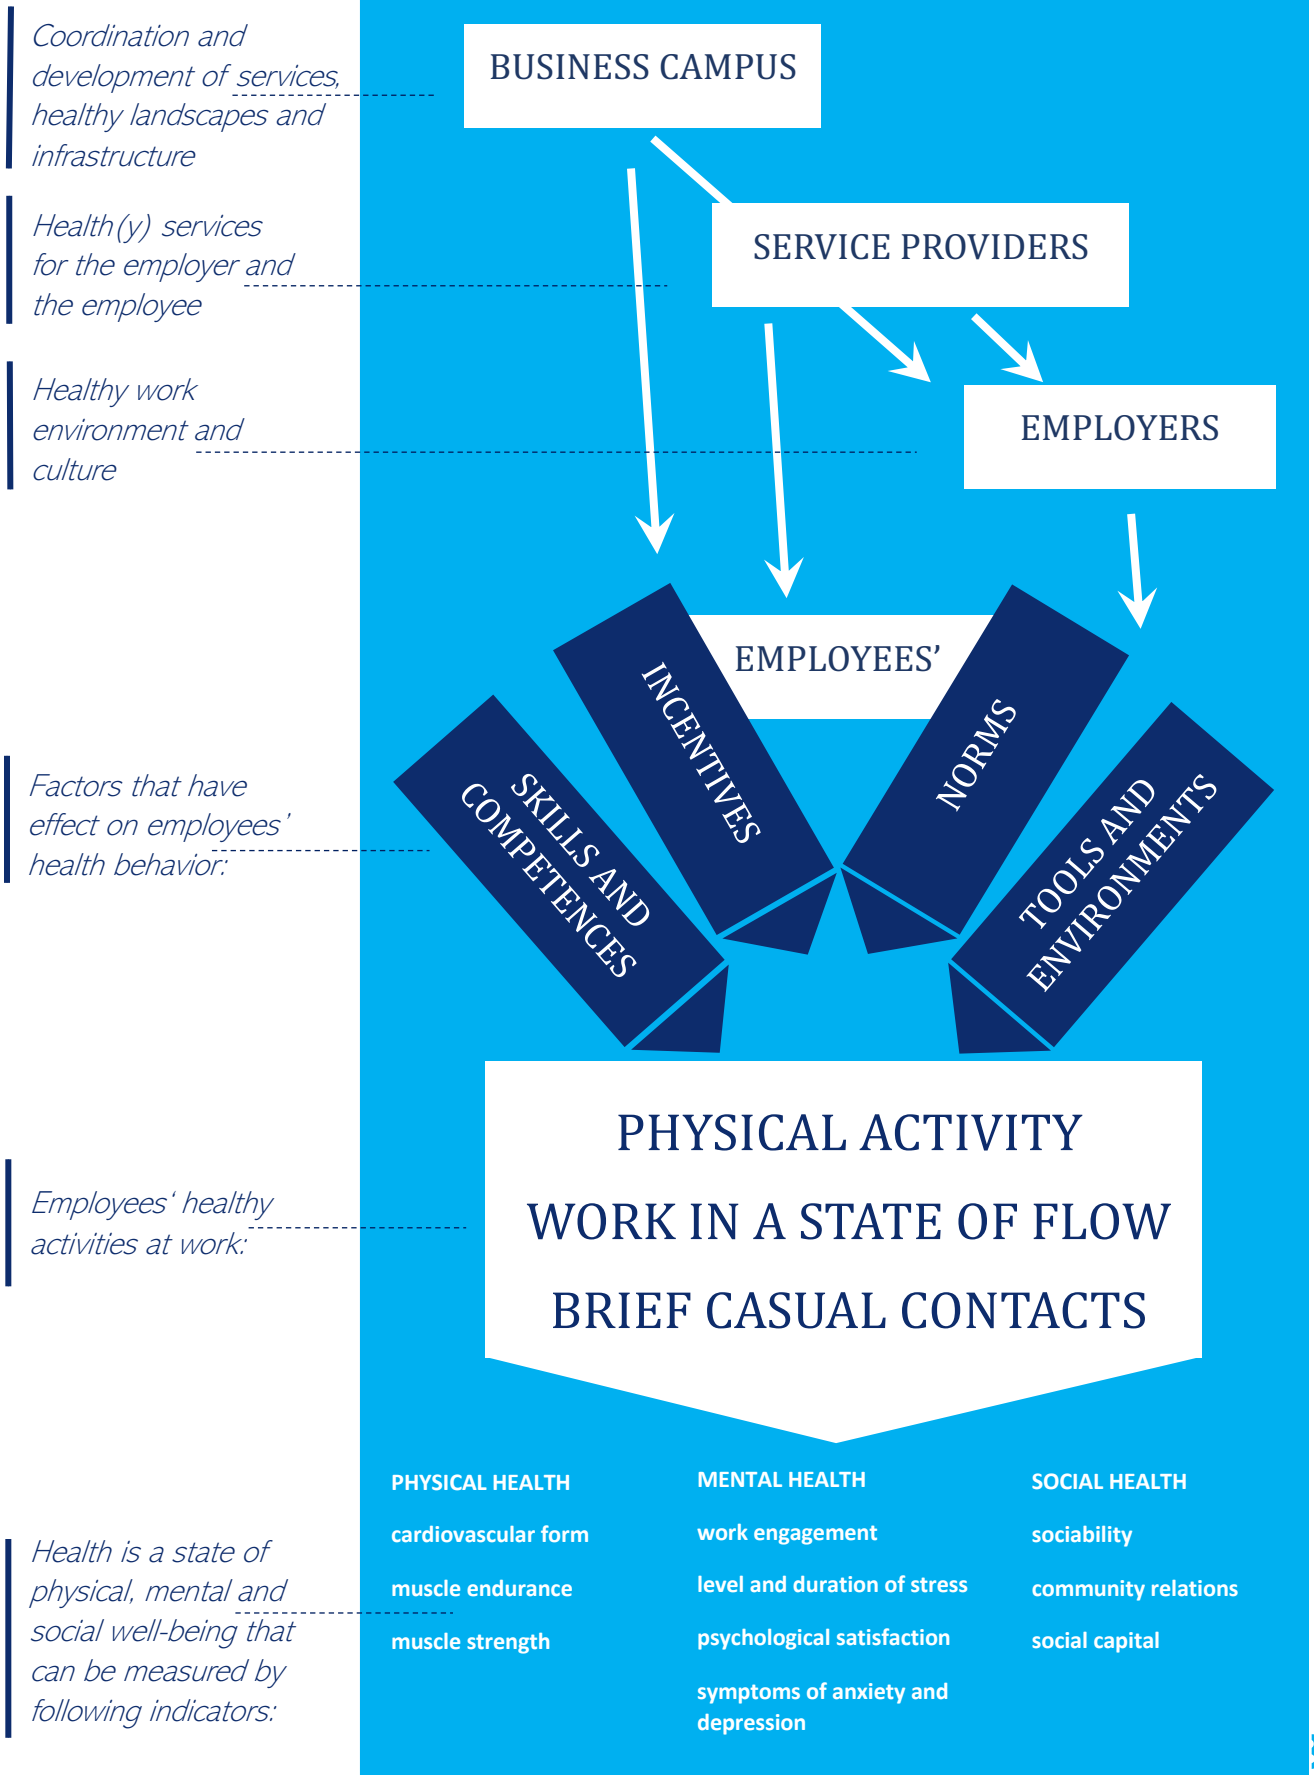 Coordination and
development of services,
healthy landscapes and
infrastructure
BUSINESS CAMPUS
Health(y) services
for the employer and
the employee
SERVICE PROVIDERS
Healthy work
environment and
culture
EMPLOYERS
EMPLOYEES’
Factors that have
effect on employees’
health behavior:
SKILLS AND
COMPETENCES
INCENTIVES
NORMS
TOOLS AND
ENVIRONMENTS
Employees‘ healthy
activities at work:
PHYSICAL ACTIVITY
WORK IN A STATE OF FLOW
BRIEF CASUAL CONTACTS
Health is a state of
physical, mental and
social well-being that
can be measured by
following indicators:
PHYSICAL HEALTH
cardiovascular form
muscle endurance
muscle strength
MENTAL HEALTH
work engagement
level and duration of stress
psychological satisfaction
symptoms of anxiety and
depression
SOCIAL HEALTH
sociability
community relations
social capital